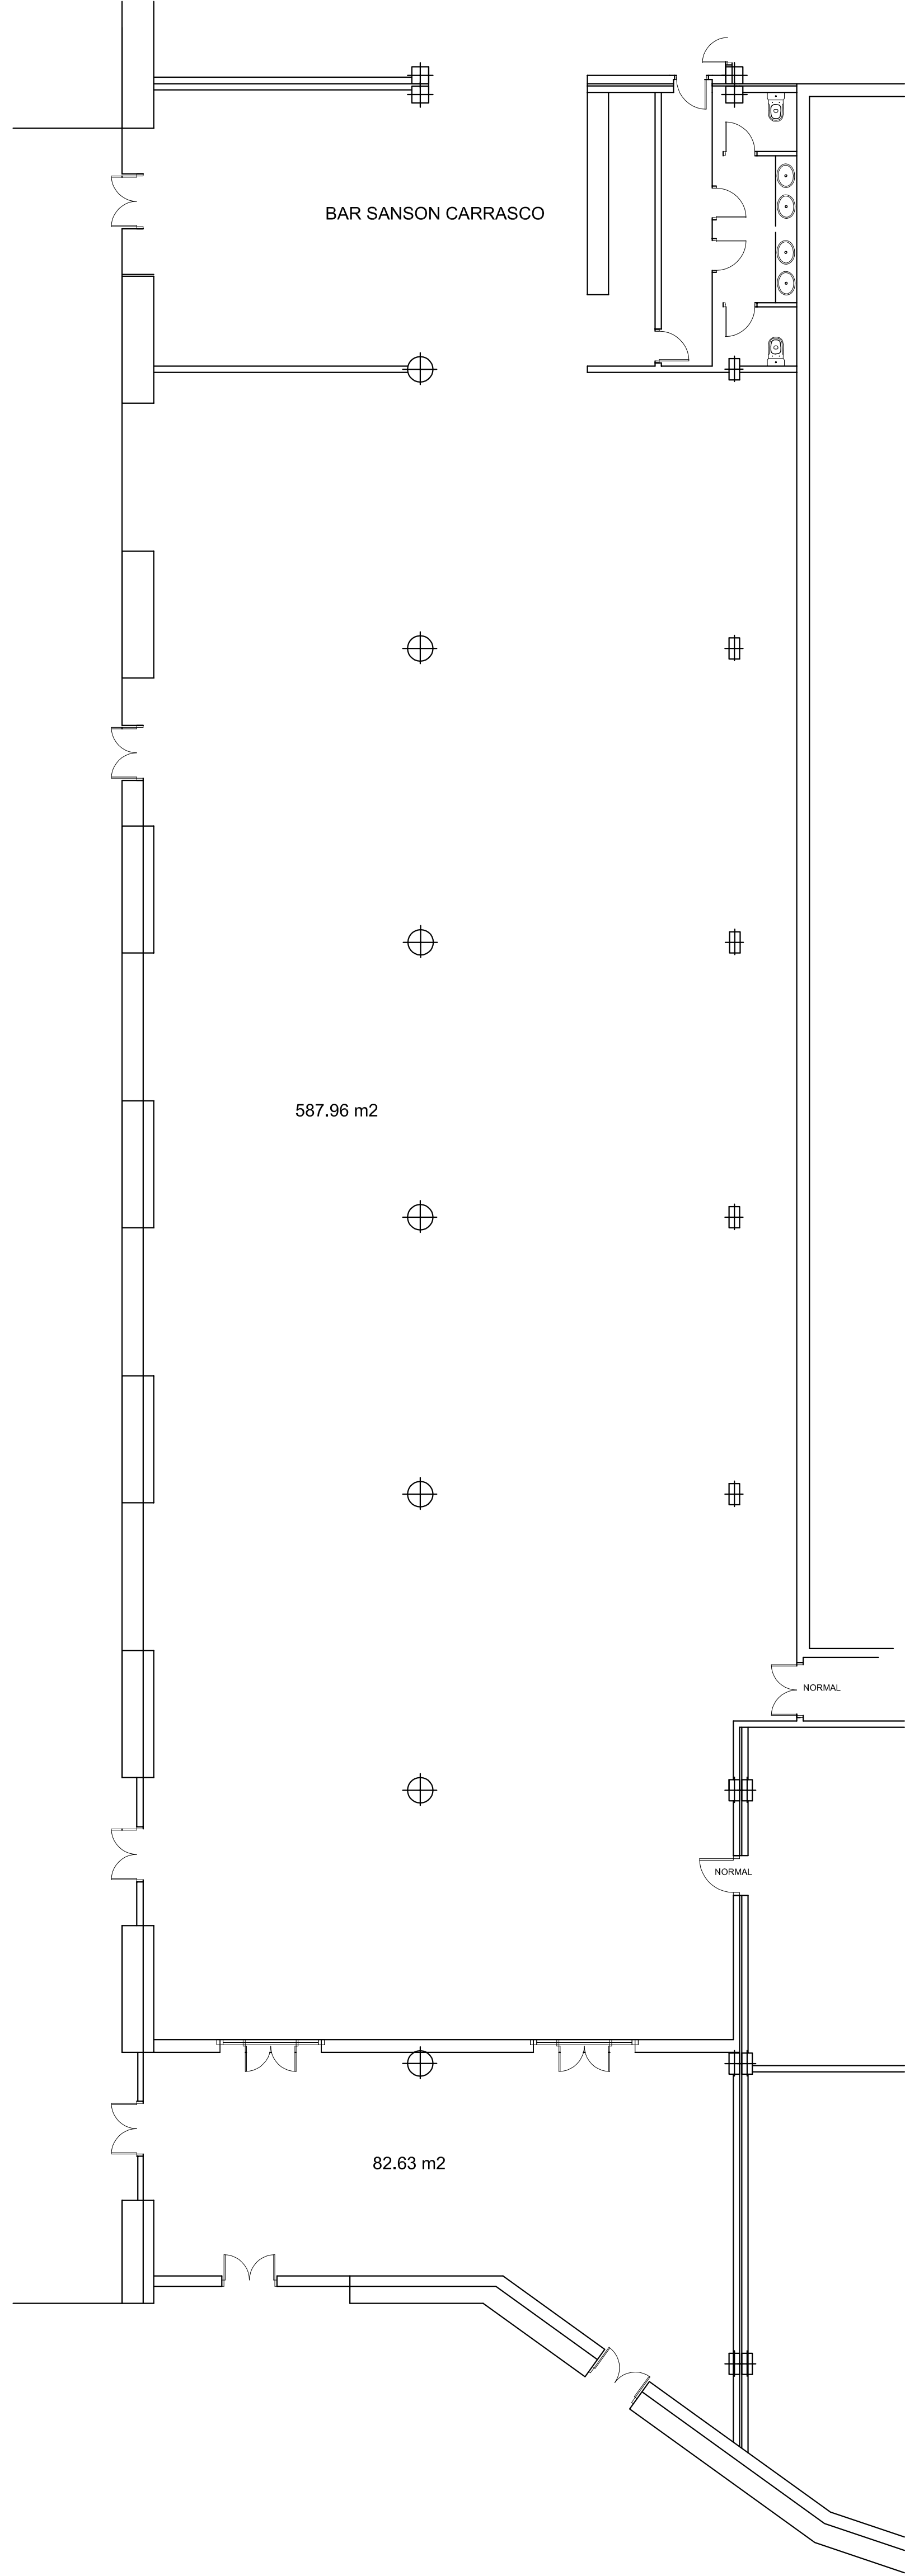 BAR SANSON CARRASCO
587.96 m2
NORMAL
NORMAL
82.63 m2